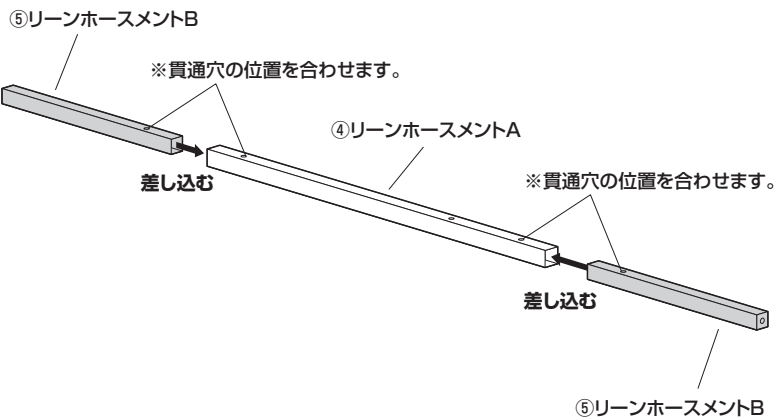 ⑤リーンホースメントB
※貫通穴の位置を合わせます。
④リーンホースメントA
差し込む
※貫通穴の位置を合わせます。
差し込む
⑤リーンホースメントB